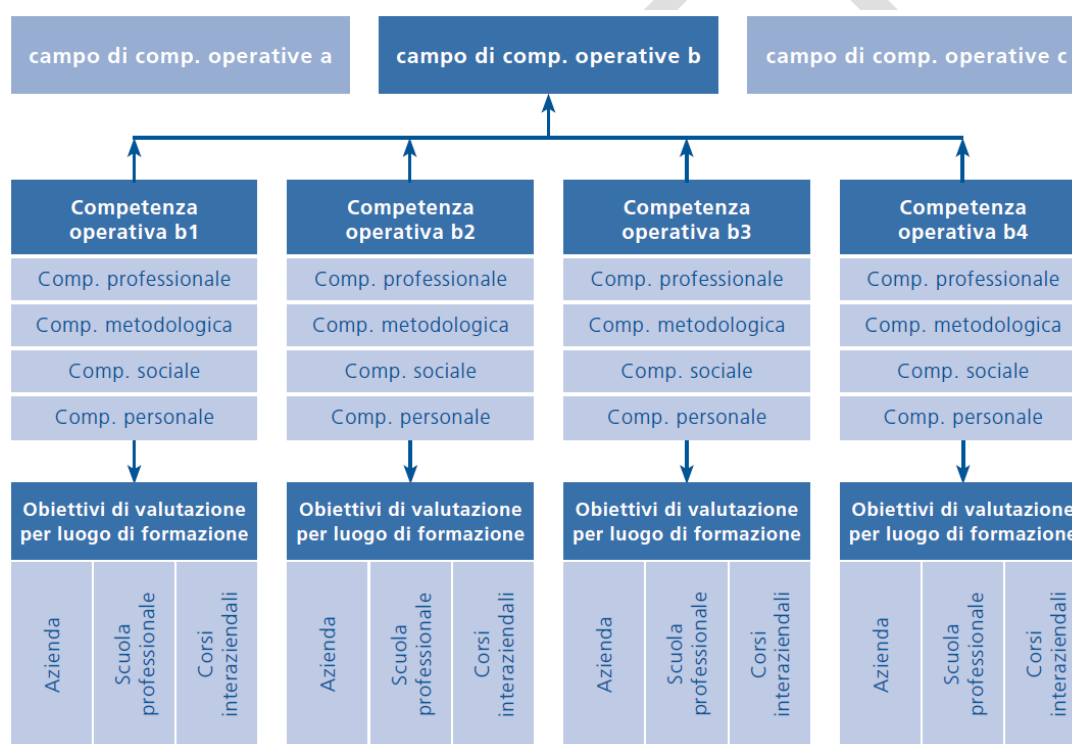 campo di comp. operative a
campo di comp. operative b
campo di comp. operative c
Competenza
operativa b1
Comp. professionale
Comp. metodologica
Comp. sociale
Comp. personale
Obiettivi di valutazione
per luogo di formazione
Azienda
Scuola
professionale
Corsi
interaziendali
Competenza
operativa b2
Comp. professionale
Comp. metodologica
Comp. sociale
Comp. personale
Obiettivi di valutazione
per luogo di formazione
Azienda
Scuola
professionale
Corsi
interaziendali
Competenza
operativa b3
Comp. professionale
Comp. metodologica
Comp. sociale
Comp. personale
Obiettivi di valutazione
per luogo di formazione
Azienda
Scuola
professionale
Corsi
interaziendali
Competenza
operativa b4
Comp. professionale
Comp. metodologica
Comp. sociale
Comp. personale
Obiettivi di valutazione
per luogo di formazione
Azienda
Scuola
professionale
Corsi
interaziendali